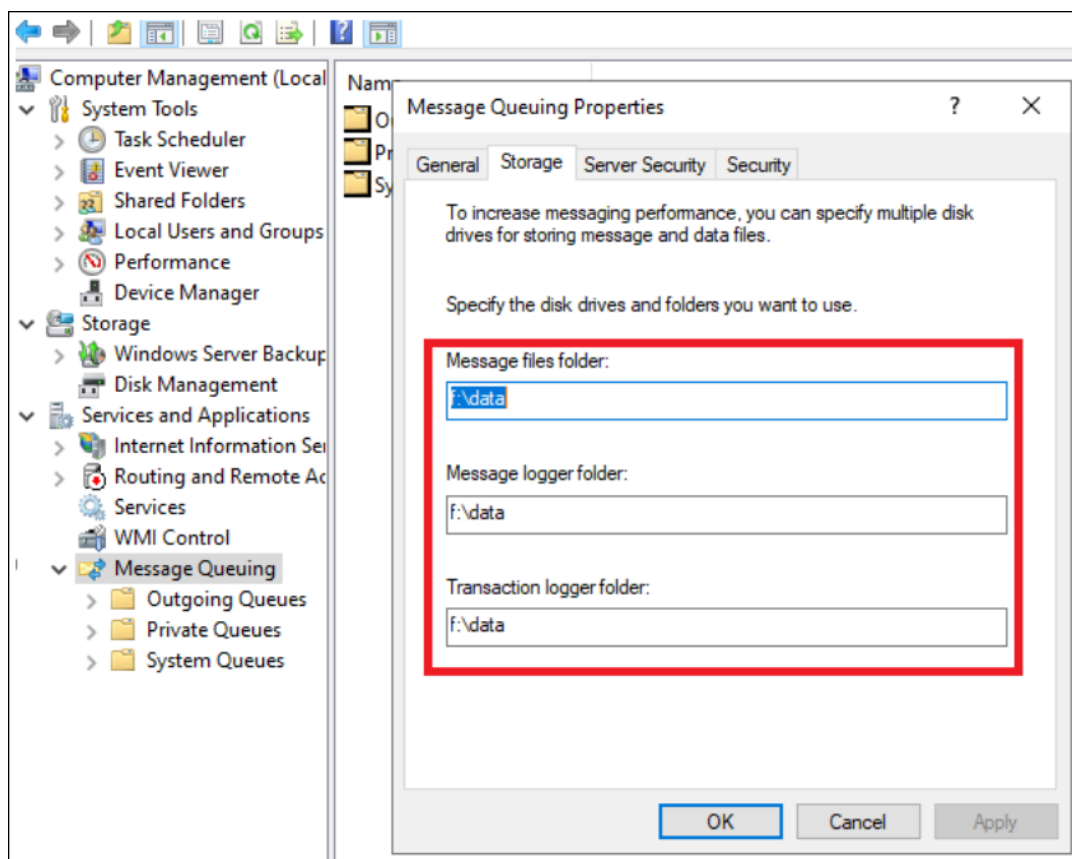 Computer Management (Local
System Tools
Task Scheduler
Event Viewer
Shared Folders
Local Users and Groups
Performance
Device Manager
Storage
Windows Server Backup
Disk Management
Services and Applications
Internet Information Ser
Routing and Remote Ac
Services
WMI Control
Message Queuing
Outgoing Queues
Private Queues
System Queues
Nam
O
Pr
Sy
Message Queuing Properties
General Storage Server Security Security
To increase messaging performance, you can specify multiple disk
drives for storing message and data files.
Specify the disk drives and folders you want to use.
Message files folder:
f:\data
Message logger folder:
f:\data
Transaction logger folder:
f:\data
OK Cancel Apply